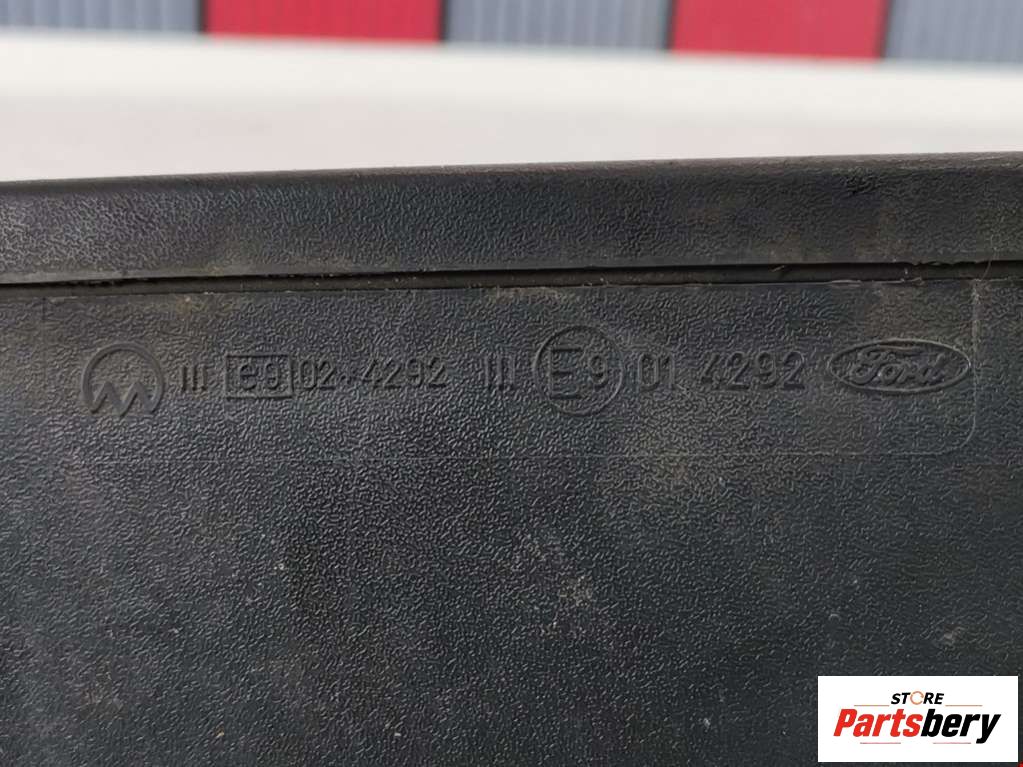 III e9 02·4292 III E9 01 4292 Ford
STORE
Partsbery